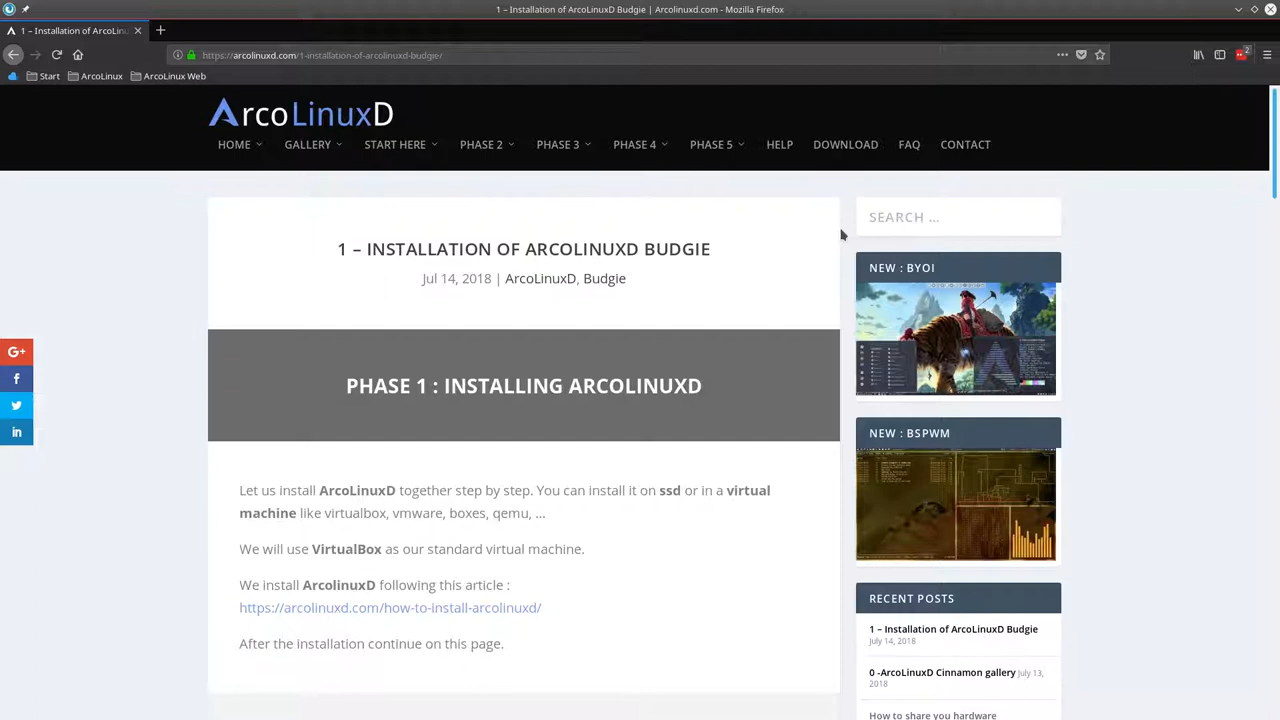 1 – Installation of ArcoLinuxD Budgie | Arcolinuxd.com - Mozilla Firefox
1 – Installation of ArcoLinu
https://arcolinuxd.com/1-installation-of-arcolinuxd-budgie/
2
Start
ArcoLinux
ArcoLinux Web
ArcoLinuxD
HOME
GALLERY
START HERE
PHASE 2
PHASE 3
PHASE 4
PHASE 5
HELP
DOWNLOAD
FAQ
CONTACT
1 – INSTALLATION OF ARCOLINUXD BUDGIE
Jul 14, 2018 | ArcoLinuxD, Budgie
PHASE 1 : INSTALLING ARCOLINUXD
Let us install ArcoLinuxD together step by step. You can install it on ssd or in a virtual
machine like virtualbox, vmware, boxes, qemu, …
We will use VirtualBox as our standard virtual machine.
We install ArcolinuxD following this article :
https://arcolinuxd.com/how-to-install-arcolinuxd/
After the installation continue on this page.
SEARCH …
NEW : BYOI
NEW : BSPWM
RECENT POSTS
1 – Installation of ArcoLinuxD Budgie
July 14, 2018
0 -ArcoLinuxD Cinnamon gallery July 13,
2018
How to share you hardware
G+
f
in